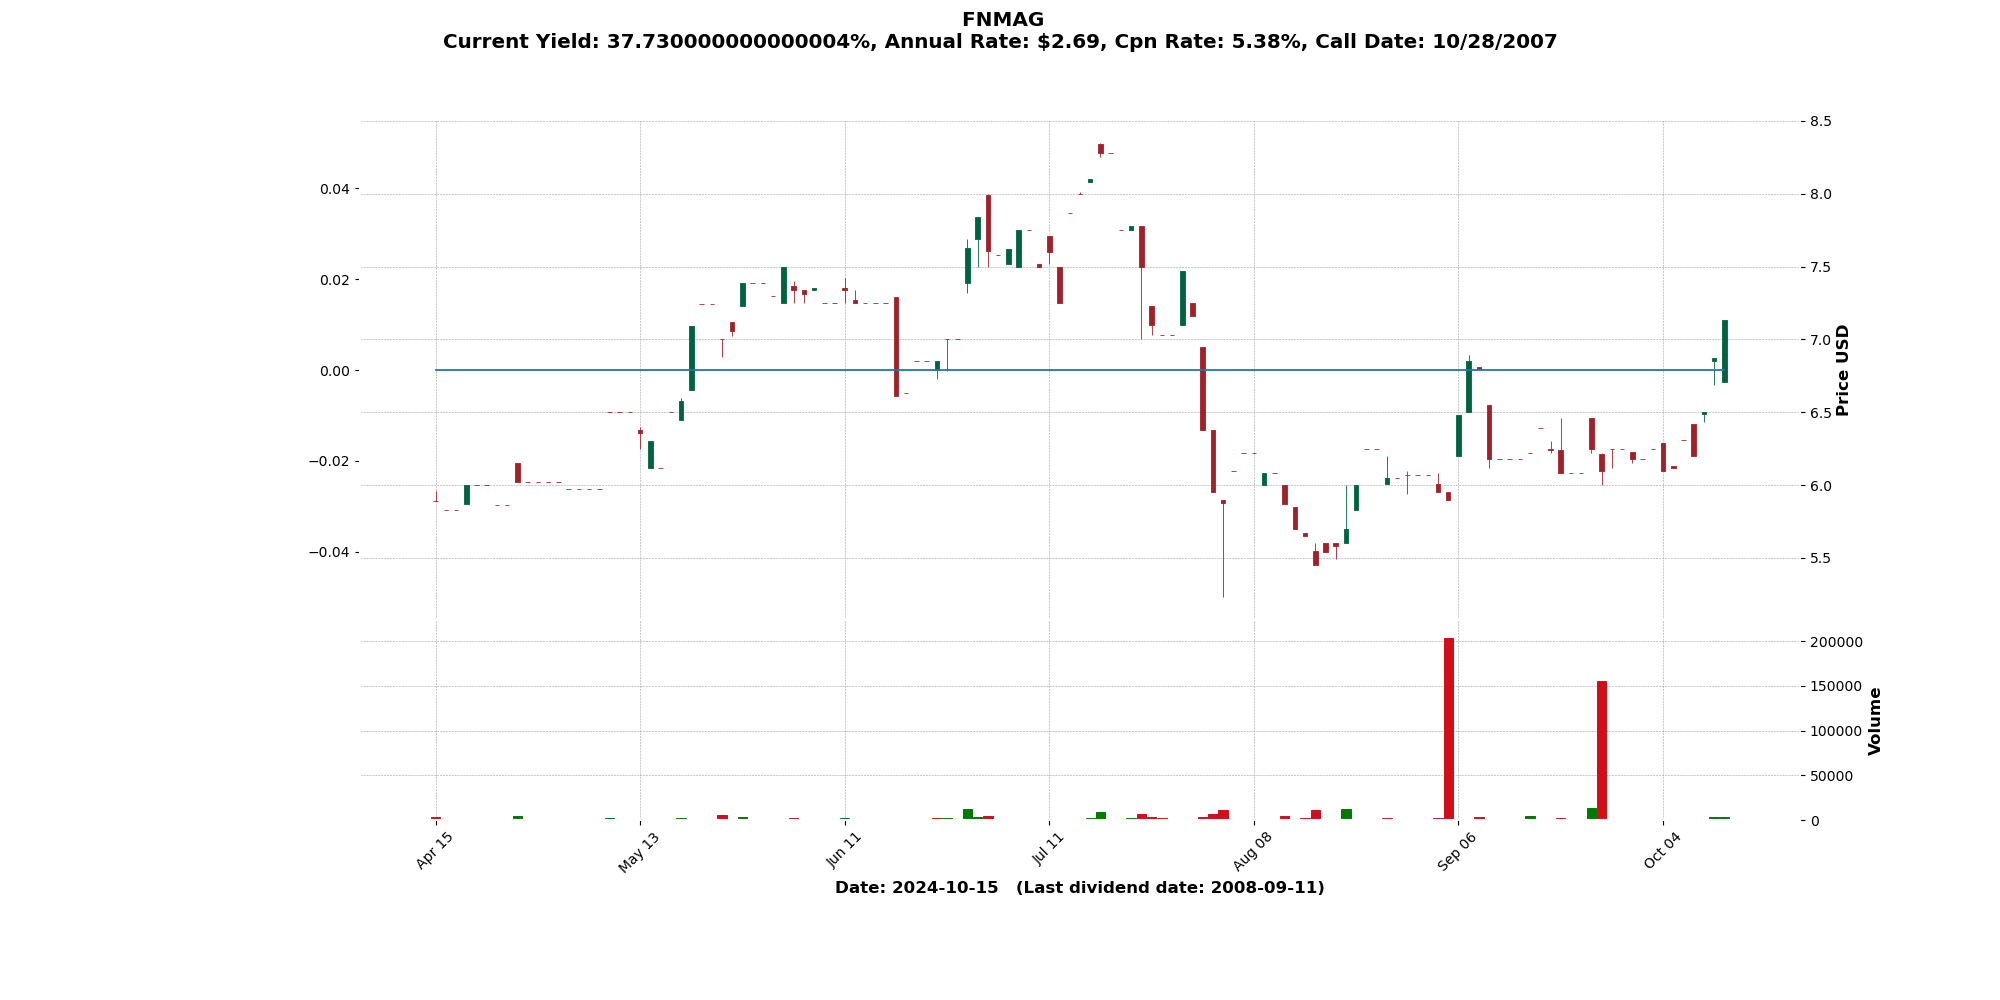 FNMAG
Current Yield: 37.730000000000004%, Annual Rate: $2.69, Cpn Rate: 5.38%, Call Date: 10/28/2007
8.5
0.04
8.0
0.02
7.5
7.0
0.00
6.5
−0.02
6.0
−0.04
5.5
Price USD
200000
150000
100000
50000
0
Volume
Apr 15
May 13
Jun 11
Jul 11
Aug 08
Sep 06
Oct 04
Date: 2024-10-15   (Last dividend date: 2008-09-11)